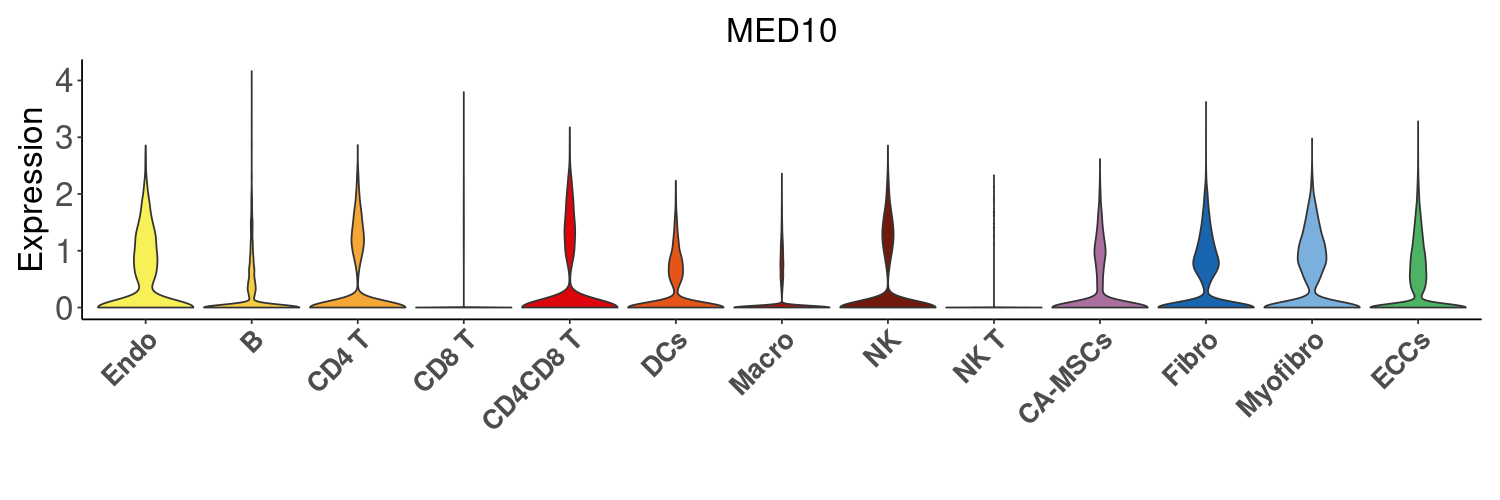 MED10
Expression
4
3
2
1
0
Endo
B
CD4 T
CD8 T
CD4CD8 T
DCs
Macro
NK
NK T
CA-MSCs
Fibro
Myofibro
ECCs